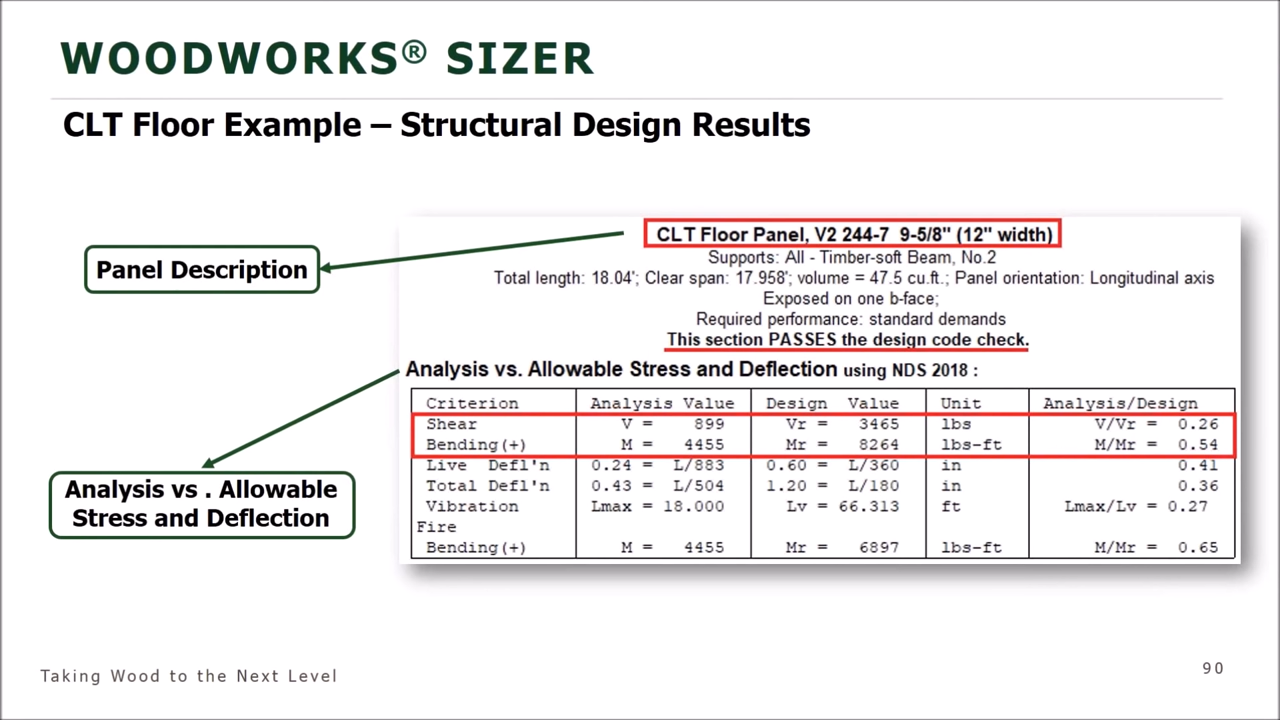 WOODWORKS® SIZER
CLT Floor Example – Structural Design Results
Panel Description
CLT Floor Panel, V2 244-7 9-5/8" (12" width)
Supports: All - Timber-soft Beam, No.2
Total length: 18.04'; Clear span: 17.958'; volume = 47.5 cu.ft.; Panel orientation: Longitudinal axis
Exposed on one b-face;
Required performance: standard demands
This section PASSES the design code check.
Analysis vs. Allowable Stress and Deflection using NDS 2018 :
Criterion Analysis Value Design Value Unit Analysis/Design
Shear V = 899 Vr = 3465 lbs V/Vr = 0.26
Bending(+) M = 4455 Mr = 8264 lbs-ft M/Mr = 0.54
Live Defl'n 0.24 = L/883 0.60 = L/360 in 0.41
Total Defl'n 0.43 = L/504 1.20 = L/180 in 0.36
Vibration Lmax = 18.000 Lv = 66.313 ft Lmax/Lv = 0.27
Fire
Bending(+) M = 4455 Mr = 6897 lbs-ft M/Mr = 0.65
Analysis vs . Allowable
Stress and Deflection
Taking Wood to the Next Level
90